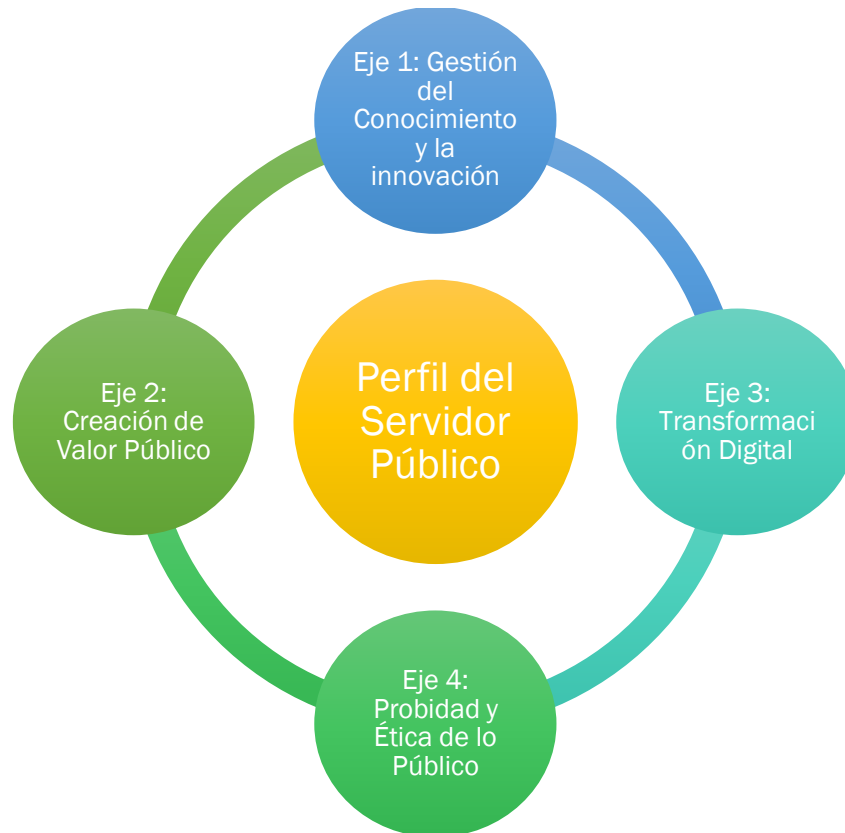 Eje 1: Gestión
del
Conocimiento
y la
innovación
Eje 2:
Creación de
Valor Público
Perfil del
Servidor
Público
Eje 3:
Transformaci
ón Digital
Eje 4:
Probidad y
Ética de lo
Público